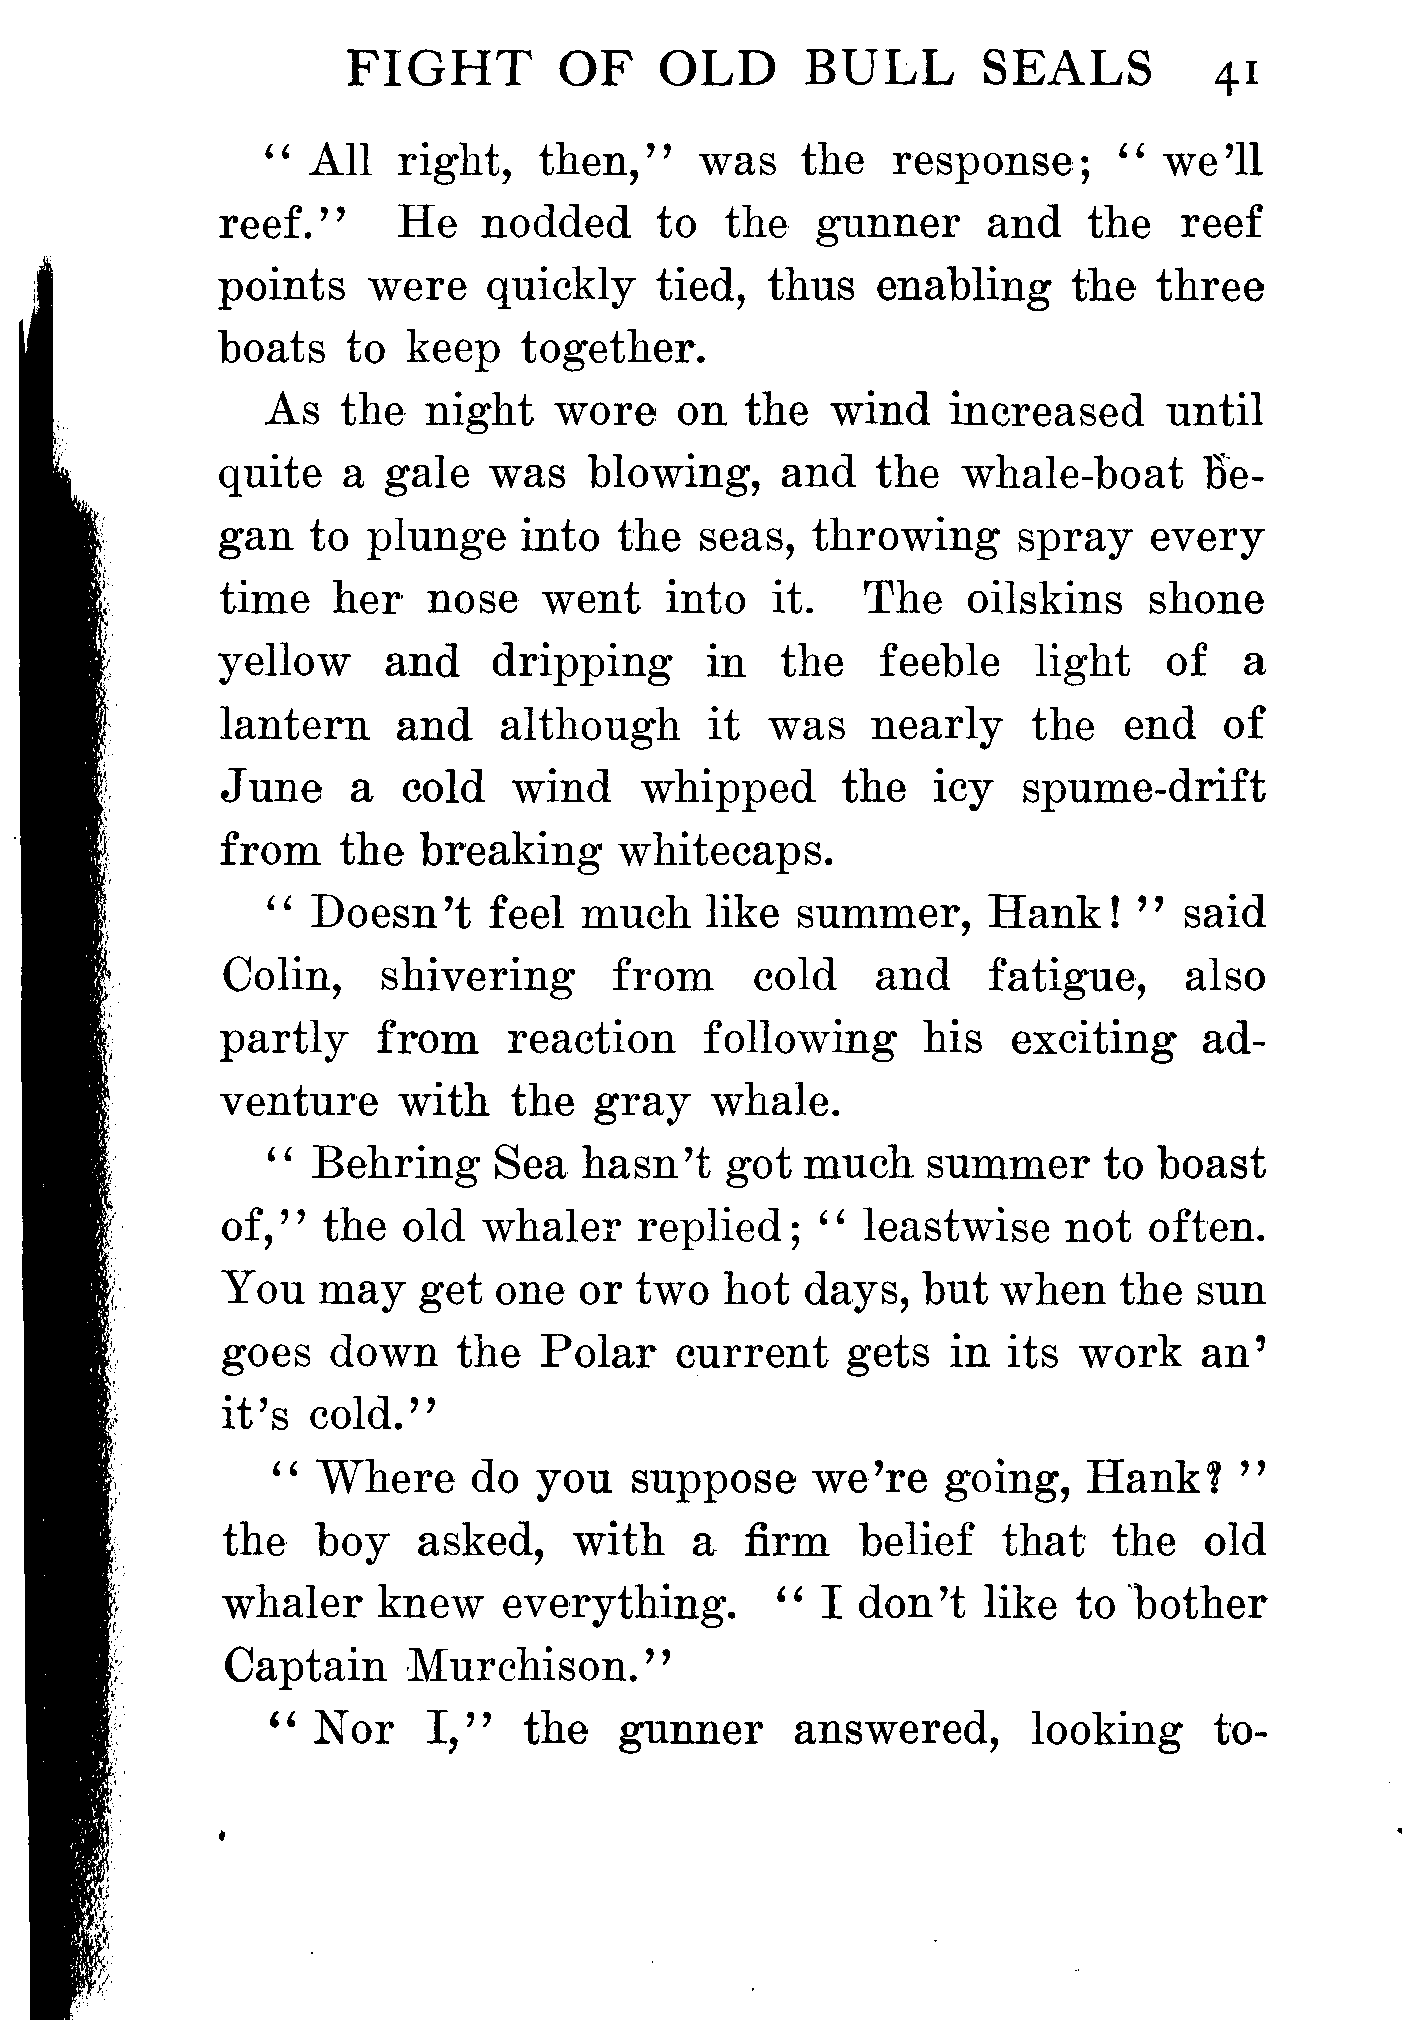 FIGHT OF OLD BULL SEALS 41
“ All right, then,” was the response; “ we’ll
reef.” He nodded to the gunner and the reef
points were quickly tied, thus enabling the three
boats to keep together.
As the night wore on the wind increased until
quite a gale was blowing, and the whale-boat be-
gan to plunge into the seas, throwing spray every
time her nose went into it. The oilskins shone
yellow and dripping in the feeble light of a
lantern and although it was nearly the end of
June a cold wind whipped the icy spume-drift
from the breaking whitecaps.
“ Doesn’t feel much like summer, Hank! ” said
Colin, shivering from cold and fatigue, also
partly from reaction following his exciting ad-
venture with the gray whale.
“ Behring Sea hasn’t got much summer to boast
of,” the old whaler replied; “ leastwise not often.
You may get one or two hot days, but when the sun
goes down the Polar current gets in its work an’
it’s cold.”
“ Where do you suppose we’re going, Hank? ”
the boy asked, with a firm belief that the old
whaler knew everything. “ I don’t like to bother
Captain Murchison.”
“ Nor I,” the gunner answered, looking to-